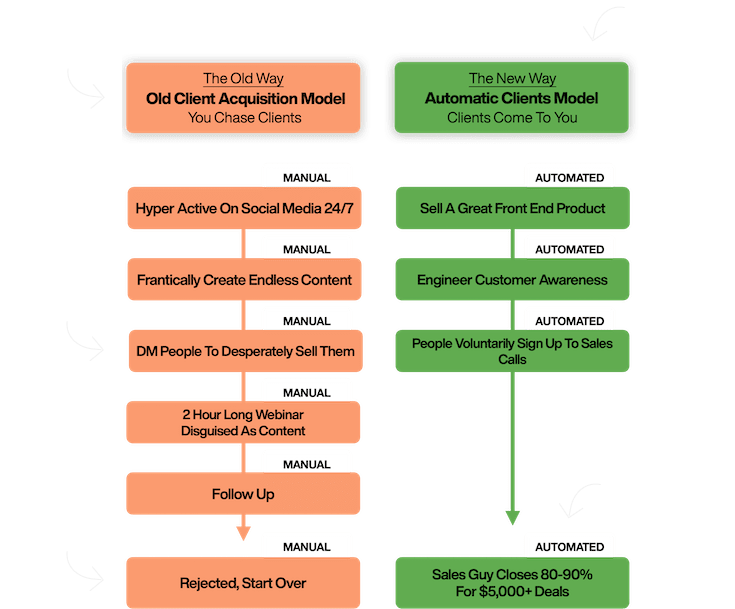 The Old Way
Old Client Acquisition Model
You Chase Clients
MANUAL
Hyper Active On Social Media 24/7
MANUAL
Frantically Create Endless Content
MANUAL
DM People To Desperately Sell Them
MANUAL
2 Hour Long Webinar
Disguised As Content
MANUAL
Follow Up
MANUAL
Rejected, Start Over
The New Way
Automatic Clients Model
Clients Come To You
AUTOMATED
Sell A Great Front End Product
AUTOMATED
Engineer Customer Awareness
AUTOMATED
People Voluntarily Sign Up To Sales
Calls
AUTOMATED
Sales Guy Closes 80-90%
For $5,000+ Deals